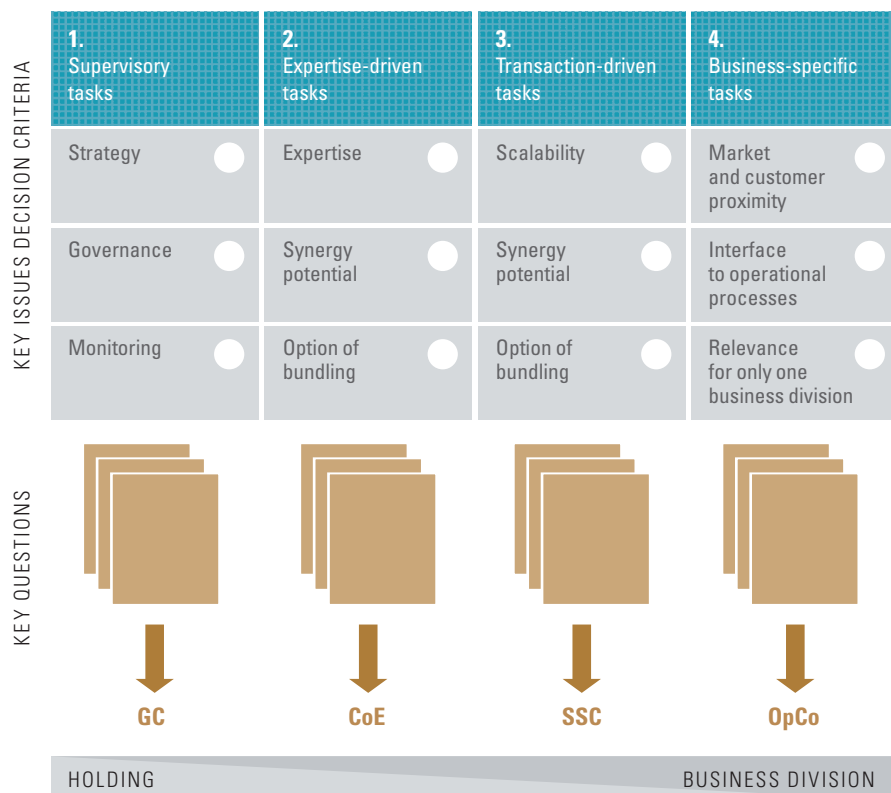 KEY ISSUES DECISION CRITERIA
1.
Supervisory
tasks
2.
Expertise-driven
tasks
3.
Transaction-driven
tasks
4.
Business-specific
tasks
Strategy
Expertise
Scalability
Market
and customer
proximity
Governance
Synergy
potential
Synergy
potential
Interface
to operational
processes
Monitoring
Option of
bundling
Option of
bundling
Relevance
for only one
business division
KEY QUESTIONS
GC
CoE
SSC
OpCo
HOLDING
BUSINESS DIVISION